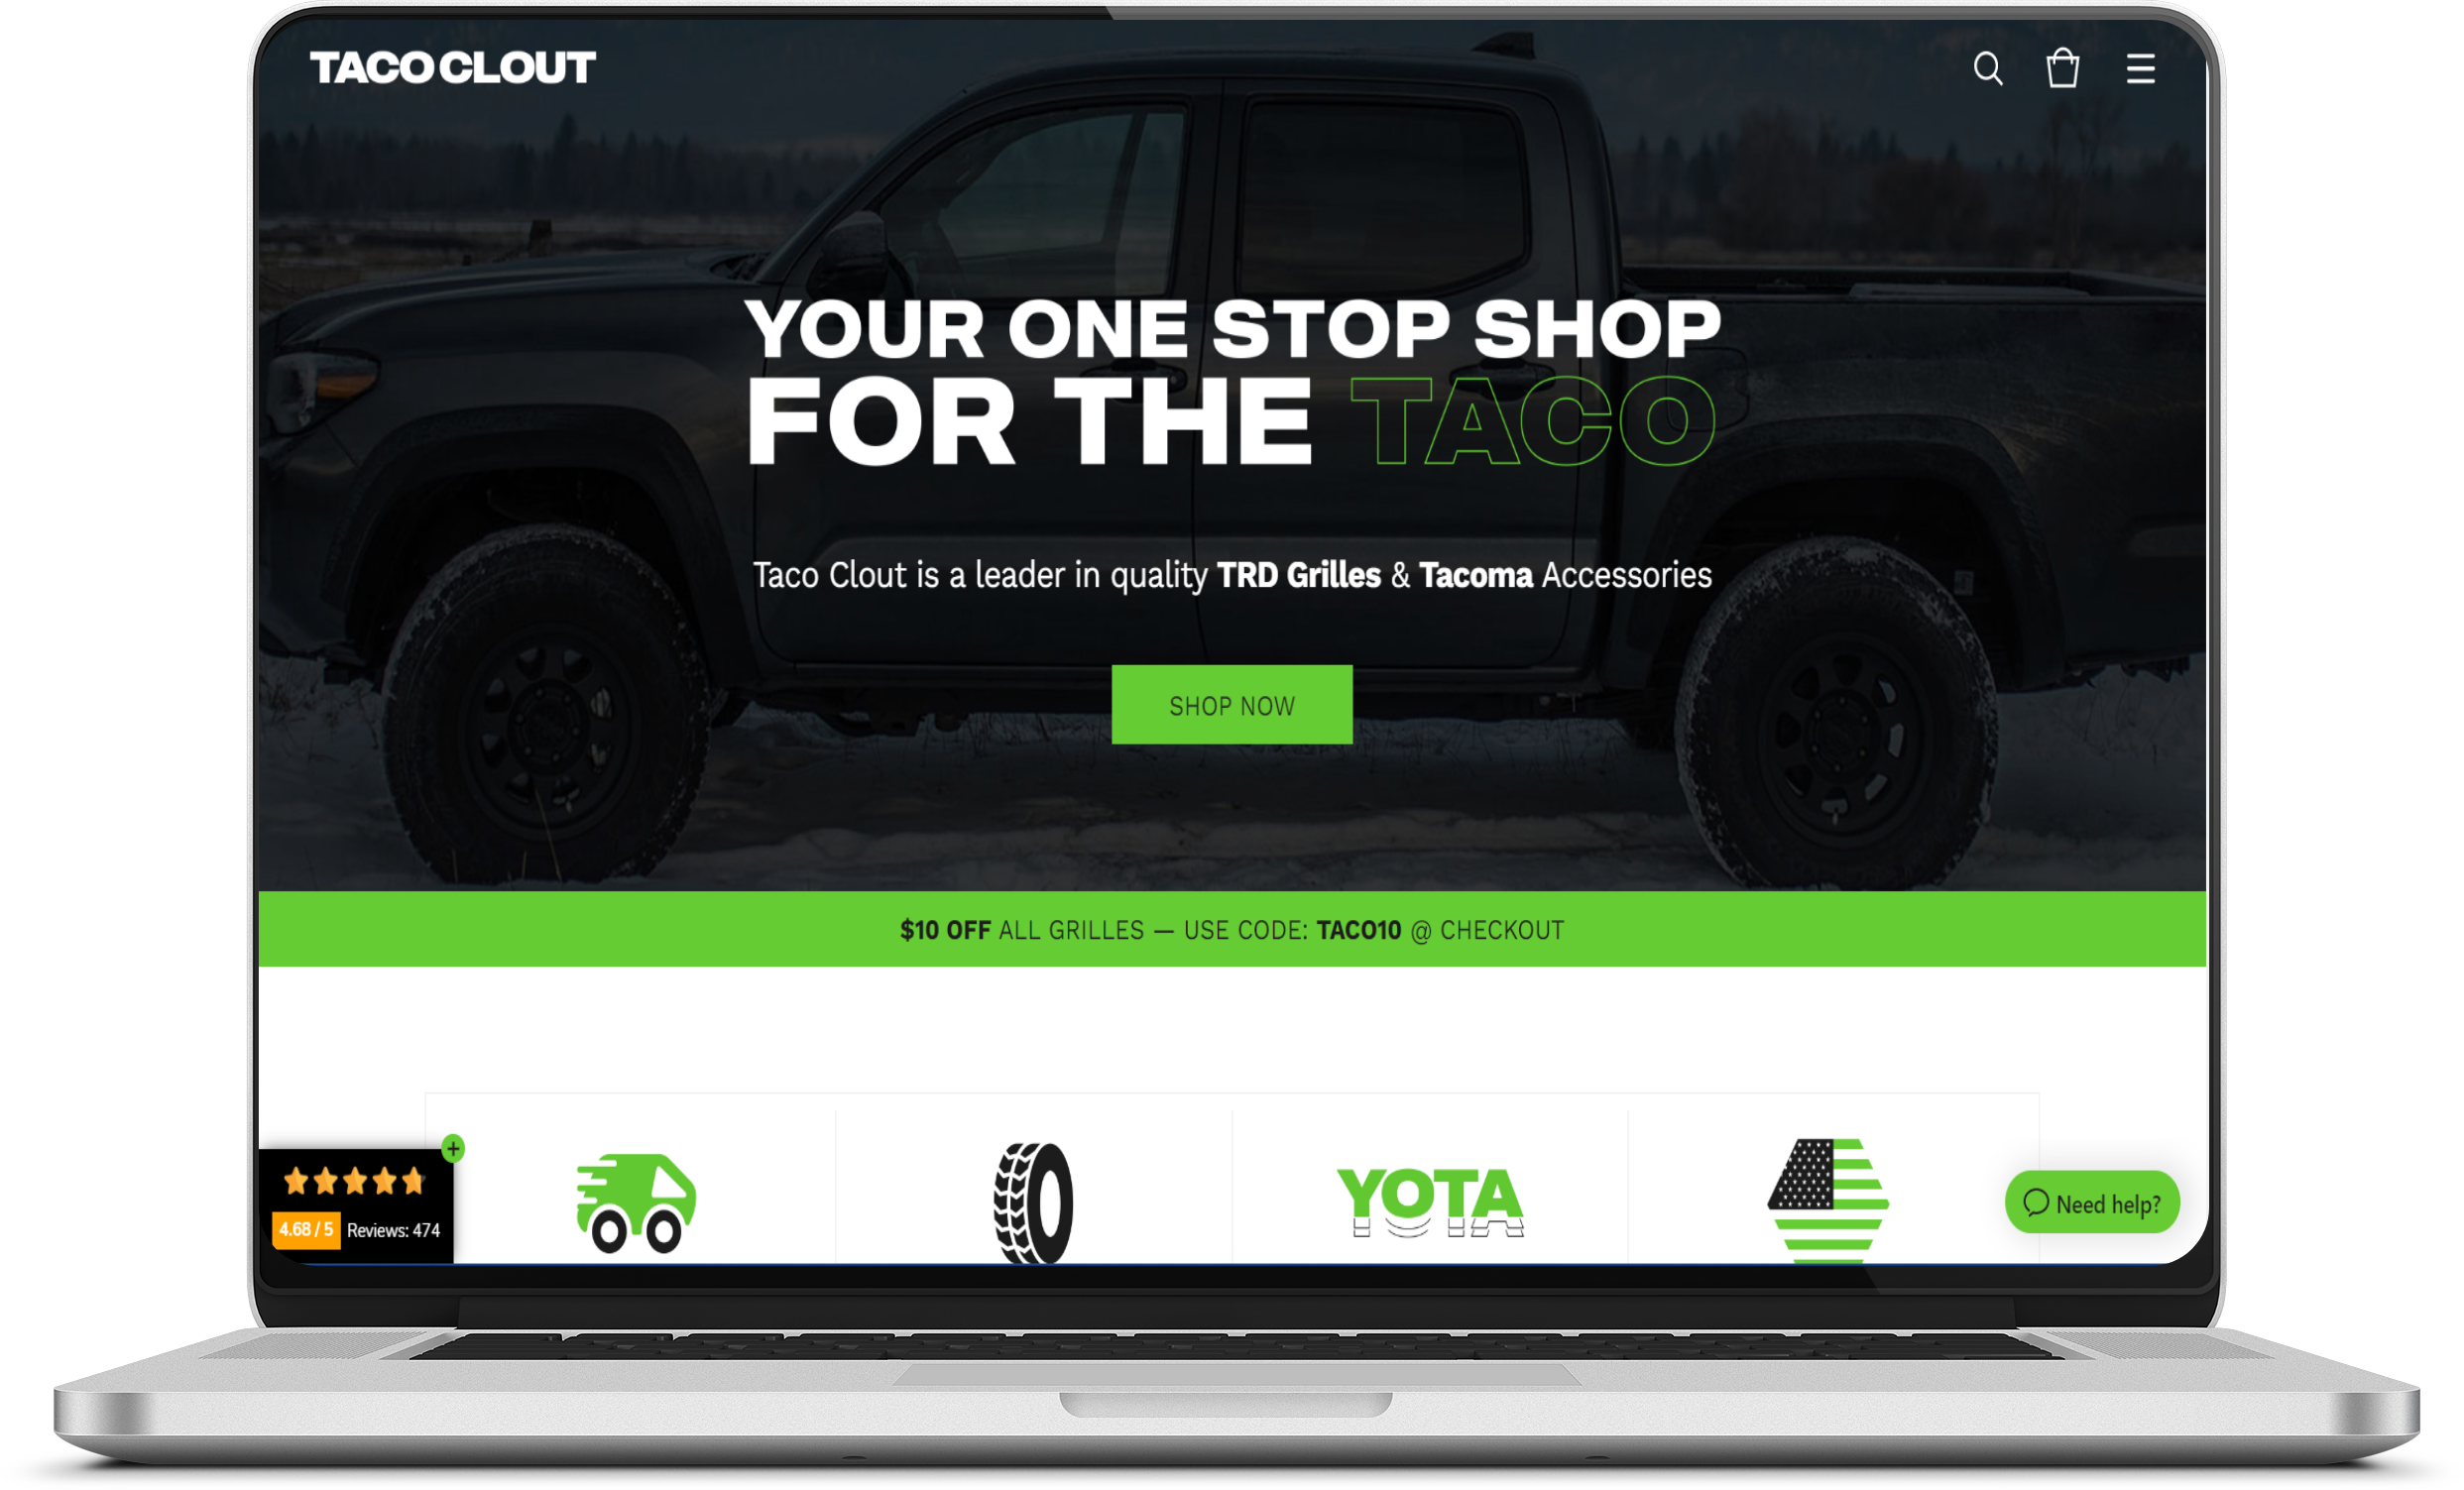 TACO CLOUT
YOUR ONE STOP SHOP
FOR THE TACO
Taco Clout is a leader in quality TRD Grilles & Tacoma Accessories
SHOP NOW
$10 OFF ALL GRILLES — USE CODE: TACO10 @ CHECKOUT
YOTA
+
4.68 / 5 Reviews: 474
Need help?